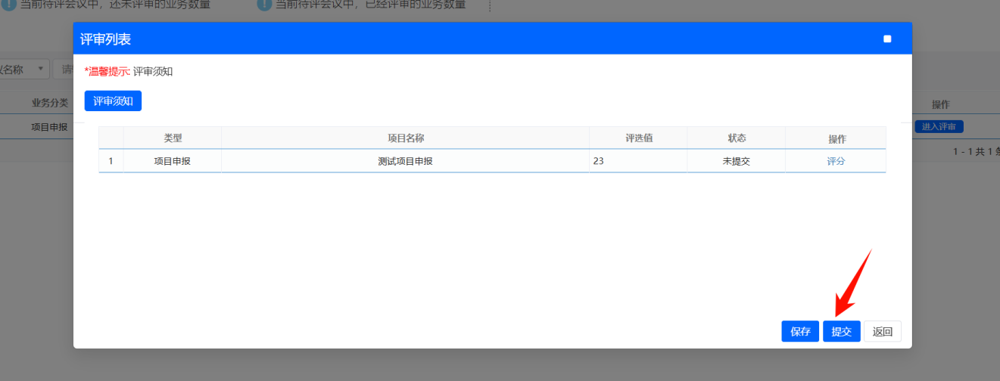 当前待评会议中，还未评审的业务数量 当前待评会议中，已经评审的业务数量
评审列表
*温馨提示: 评审须知
议名称 请
评审须知
业务分类 操作
项目申报 进入评审
类型 项目名称 评选值 状态 操作
1 项目申报 测试项目申报 23 未提交 评分
1 - 1 共 1 条
保存 提交 返回